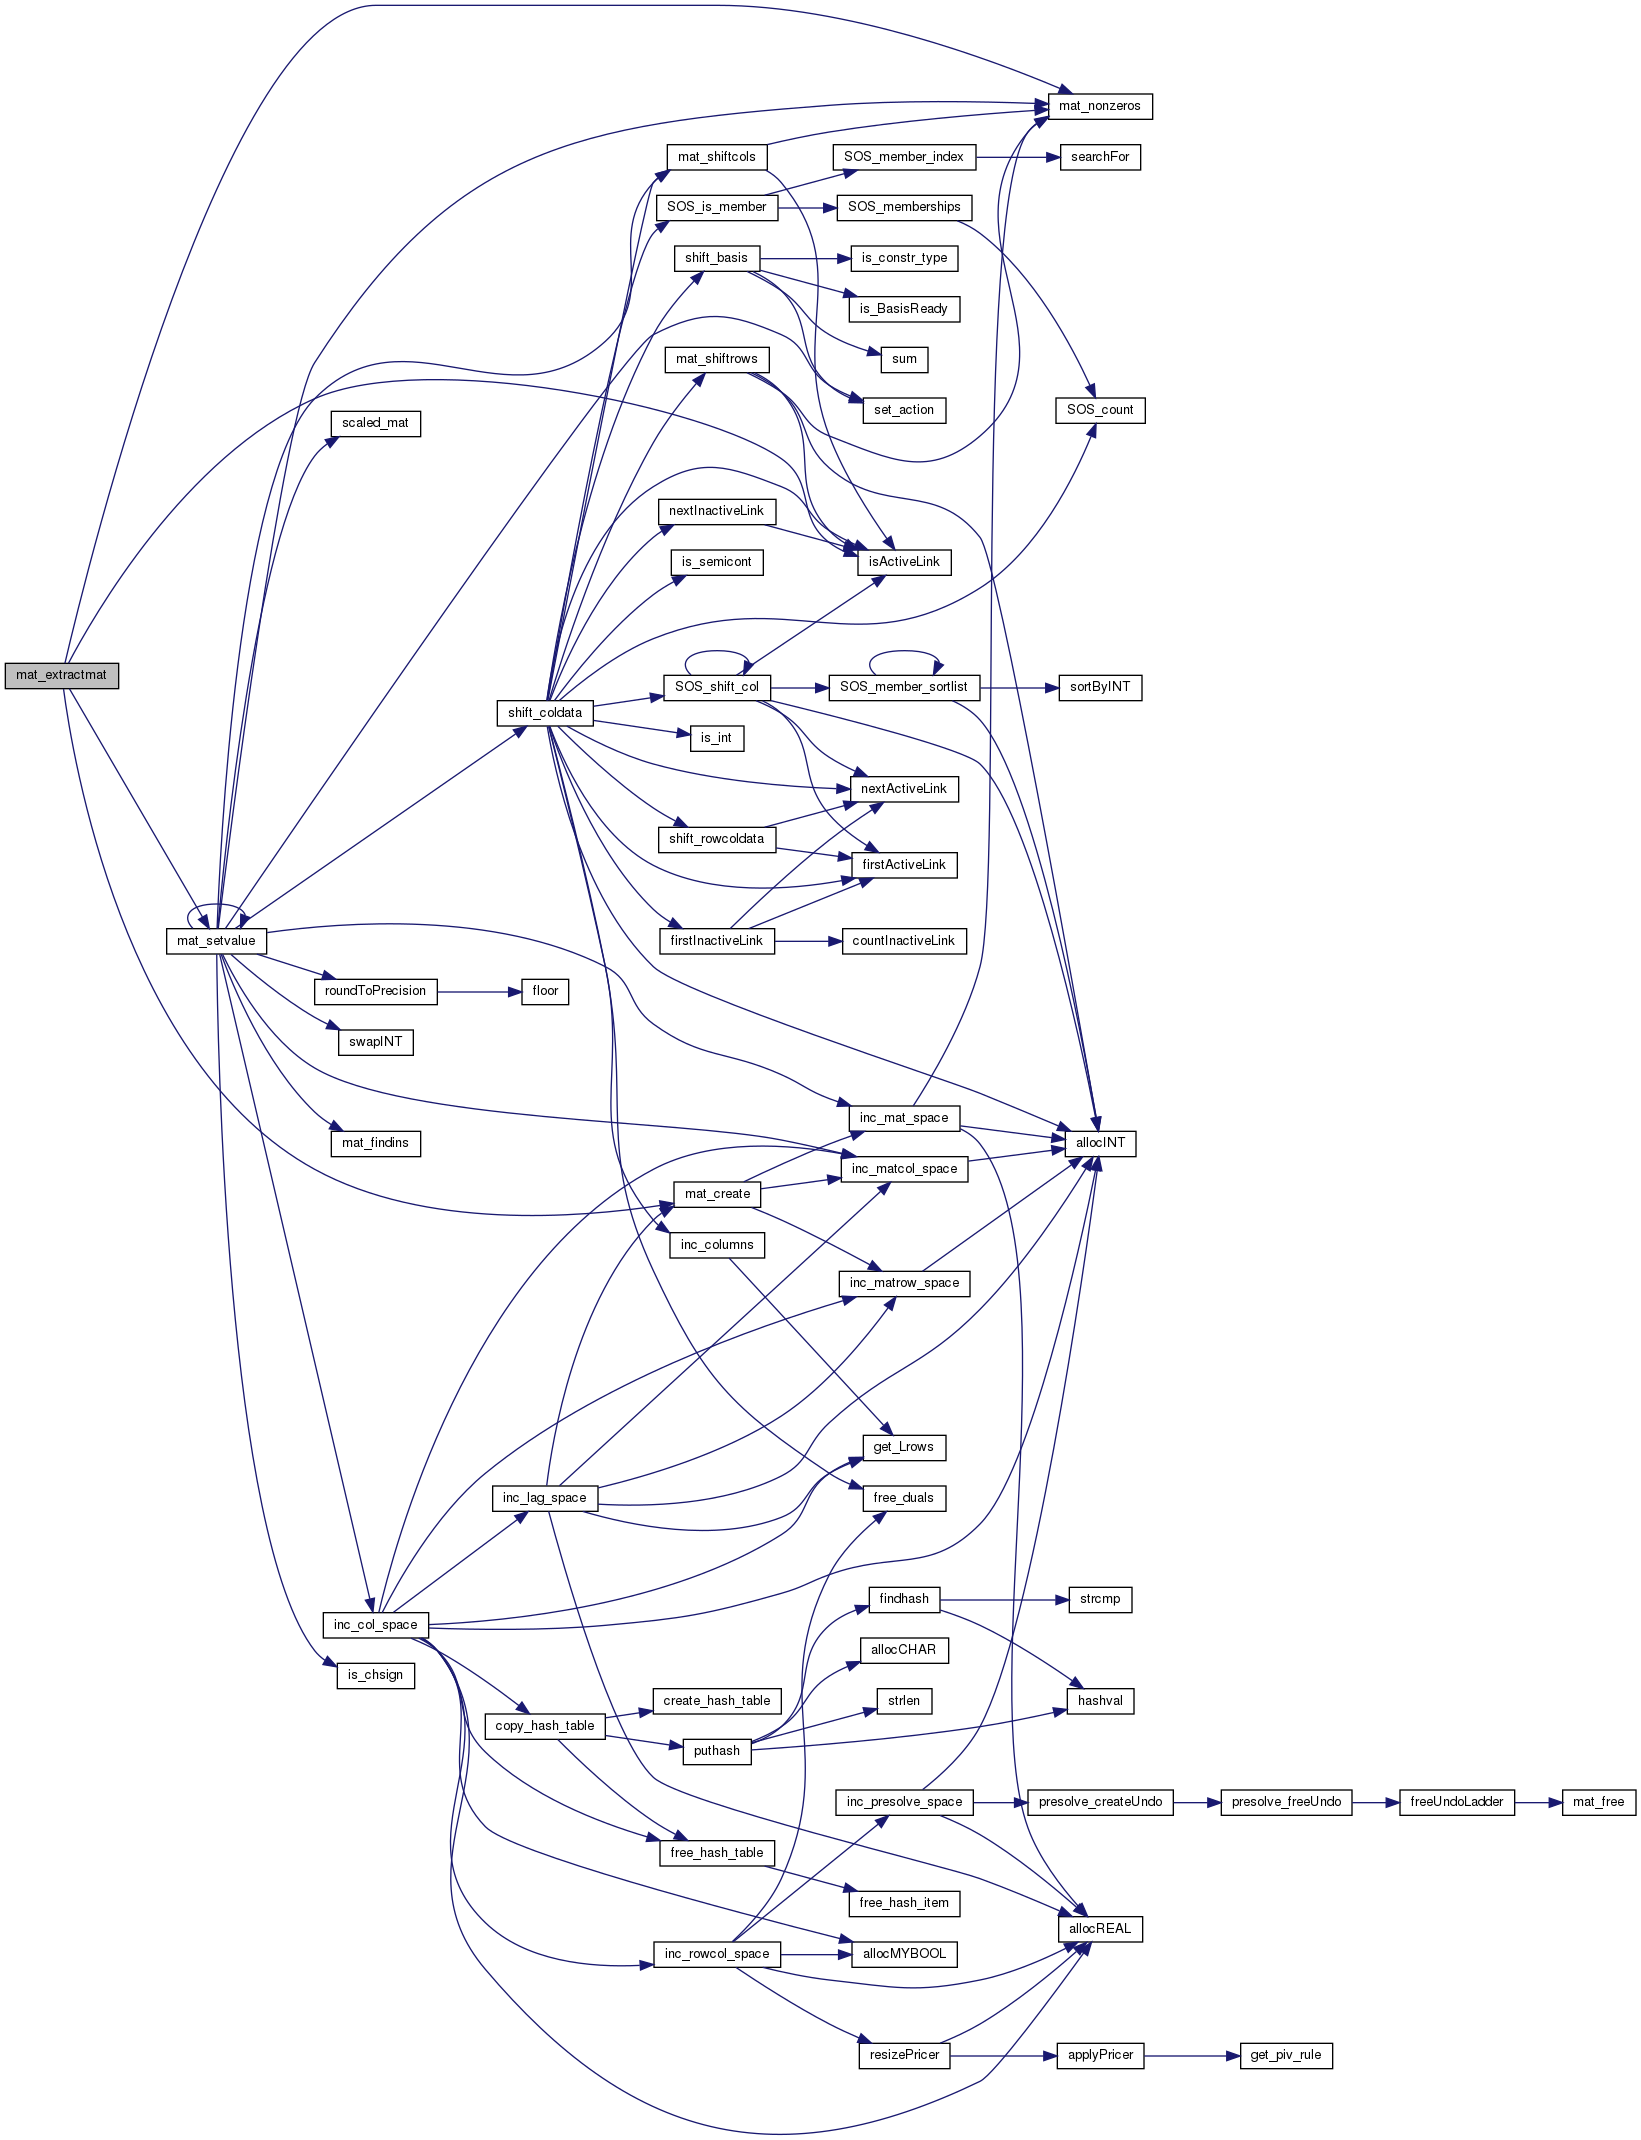 mat_extractmat
mat_setvalue
scaled_mat
roundToPrecision
swapINT
mat_findins
inc_col_space
is_chsign
shift_coldata
floor
inc_lag_space
copy_hash_table
mat_shiftcols
SOS_is_member
shift_basis
mat_shiftrows
nextInactiveLink
is_semicont
SOS_shift_col
is_int
shift_rowcoldata
firstInactiveLink
mat_create
inc_columns
create_hash_table
puthash
free_hash_table
inc_rowcol_space
SOS_member_index
SOS_memberships
is_constr_type
is_BasisReady
sum
set_action
isActiveLink
SOS_member_sortlist
nextActiveLink
firstActiveLink
countInactiveLink
inc_mat_space
inc_matcol_space
inc_matrow_space
get_Lrows
free_duals
findhash
allocCHAR
strlen
inc_presolve_space
free_hash_item
allocMYBOOL
resizePricer
mat_nonzeros
searchFor
SOS_count
sortByINT
allocINT
strcmp
hashval
presolve_createUndo
allocREAL
applyPricer
presolve_freeUndo
get_piv_rule
freeUndoLadder
mat_free